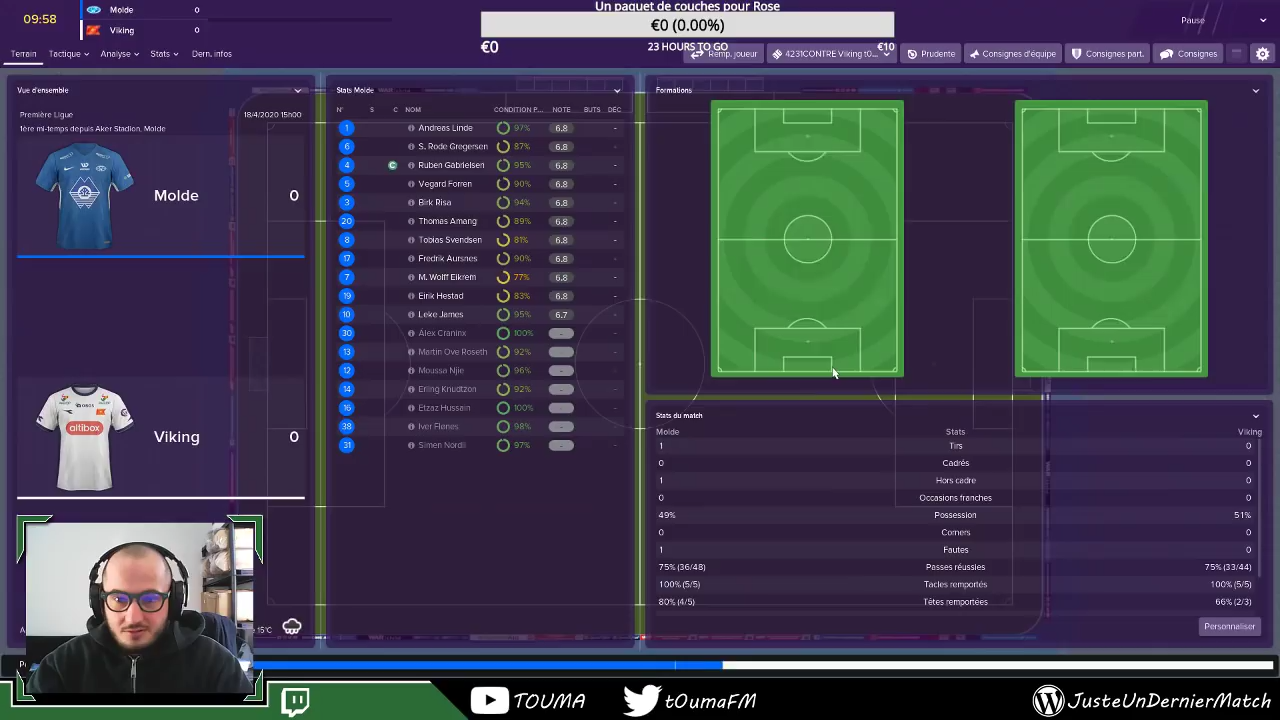 09:58
Molde 0
Viking 0
Un paquet de couches pour Rose
€0 (0.00%)
€0
23 HOURS TO GO
€10
Pause
Terrain Tactique Analyse Stats Dern. infos
Remp. joueur 4231CONTRE Viking Prudente Consignes d'équipe Consignes part. Consignes
Vue d'ensemble
Première Ligue 18/4/2020 15h00
1ère mi-temps depuis Aker Stadion, Molde
Molde 0
altibox
Viking 0
15°C
Stats Molde
N° S C NOM CONDITION P... NOTE BUTS DÉC
1 Andreas Linde 97% 6.8 -
6 S. Rode Gregersen 87% 6.8 -
4 C Ruben Gabrielsen 95% 6.8 -
5 Vegard Forren 90% 6.8 -
3 Birk Risa 94% 6.8 -
20 Thomas Amang 89% 6.8 -
8 Tobias Svendsen 81% 6.8 -
17 Fredrik Aursnes 90% 6.8 -
7 M. Wolff Eikrem 77% 6.8 -
19 Eirik Hestad 83% 6.8 -
10 Leke James 95% 6.7 -
30 Álex Craninx 100% - -
13 Martin Ove Roseth 92% - -
12 Moussa Njie 96% - -
14 Erling Knudtzon 92% - -
16 Etzaz Hussain 100% - -
38 Iver Flønes 98% - -
31 Simen Nordli 97% - -
Formations
Stats du match
Molde Stats Viking
1 Tirs 0
0 Cadrés 0
1 Hors cadre 0
0 Occasions franches 0
49% Possession 51%
0 Corners 0
1 Fautes 0
75% (36/48) Passes réussies 75% (33/44)
100% (5/5) Tacles remportés 100% (5/5)
80% (4/5) Têtes remportées 66% (2/3)
Personnaliser
TOUMA
tOumaFM
JusteUnDernierMatch